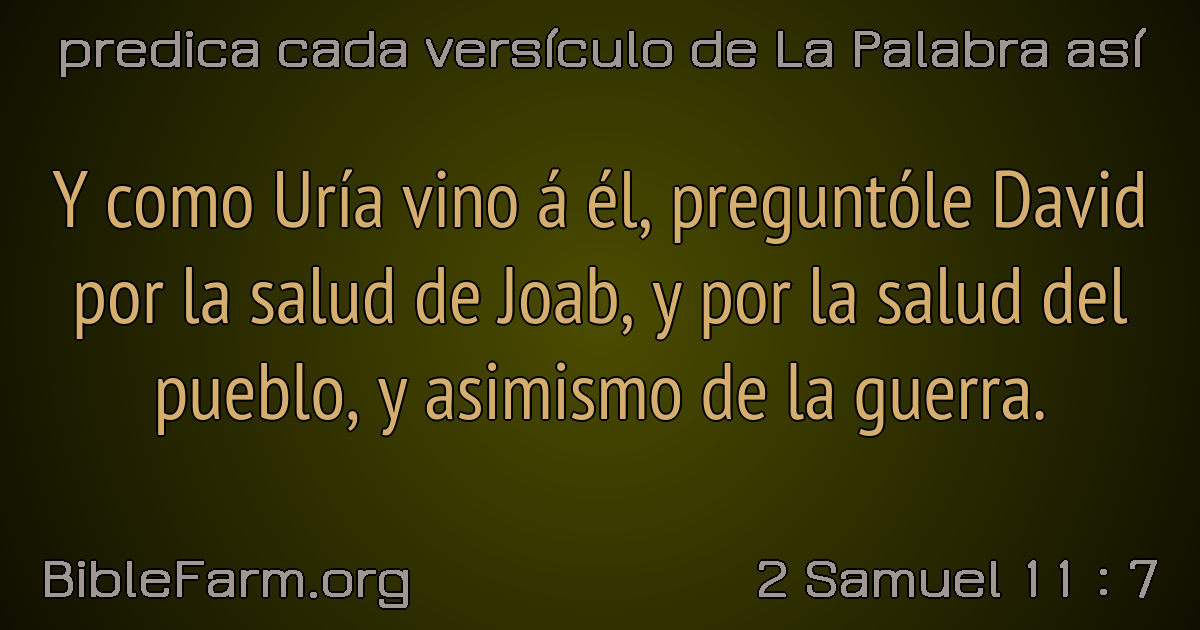 predica cada versículo de La Palabra así
Y como Uría vino á él, preguntóle David
por la salud de Joab, y por la salud del
pueblo, y asimismo de la guerra.
BibleFarm.org
2 Samuel 11 : 7